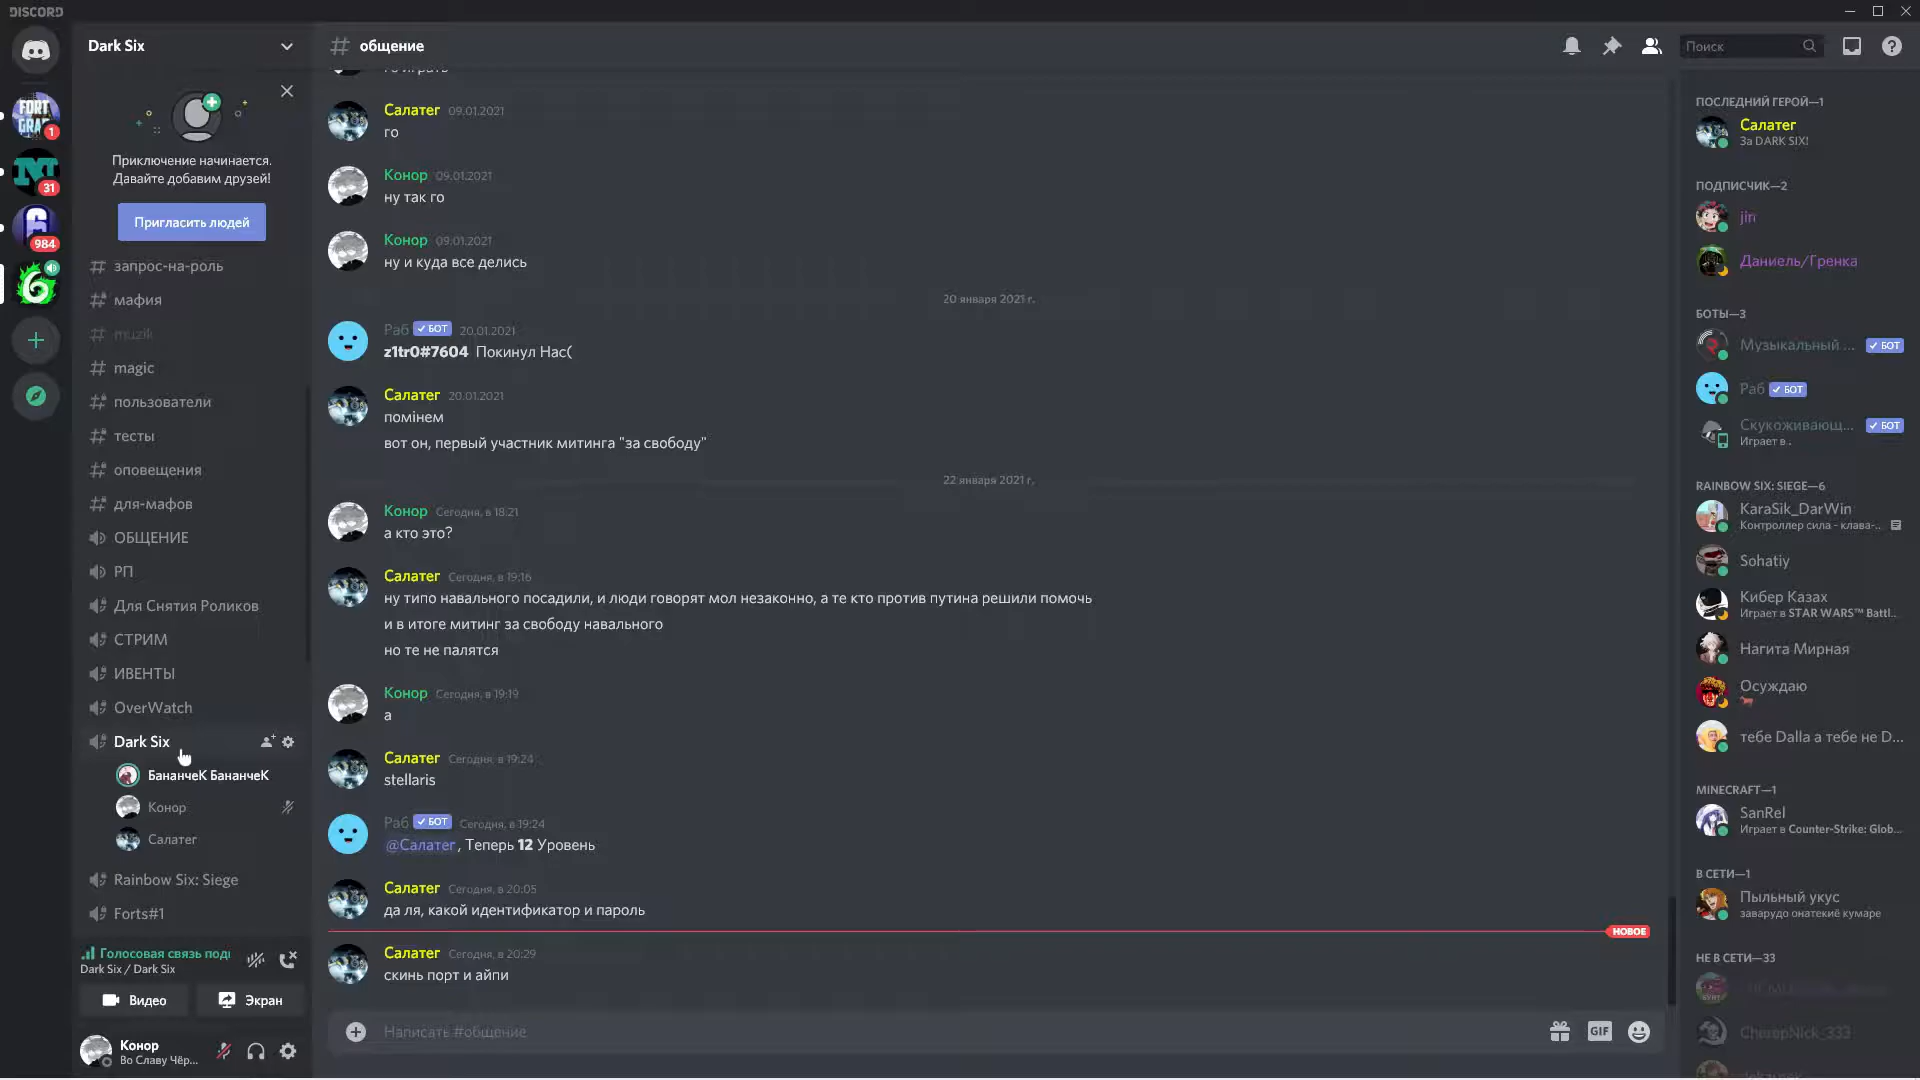 DISCORD
Dark Six
общение
Поиск
FORT
GRAD
1
31
984
Приключение начинается.
Давайте добавим друзей!
Пригласить людей
запрос-на-роль
мафия
muzik
magic
пользователи
тесты
оповещения
для-мафов
ОБЩЕНИЕ
РП
Для Снятия Роликов
СТРИМ
ИВЕНТЫ
OverWatch
Dark Six
БананчеК БананчеК
Конор
Салатег
Rainbow Six: Siege
Forts#1
Голосовая связь под
Dark Six / Dark Six
Видео
Экран
Конор
Во Славу Чёр...
го играть
Салатег 09.01.2021
го
Конор 09.01.2021
ну так го
Конор 09.01.2021
ну и куда все делись
20 января 2021 г.
Раб БОТ 20.01.2021
z1tr0#7604 Покинул Нас(
Салатег 20.01.2021
помінем
вот он, первый участник митинга "за свободу"
22 января 2021 г.
Конор Сегодня, в 18:21
а кто это?
Салатег Сегодня, в 19:16
ну типо навального посадили, и люди говорят мол незаконно, а те кто против путина решили помочь
и в итоге митинг за свободу навального
но те не палятся
Конор Сегодня, в 19:19
а
Салатег Сегодня, в 19:24
stellaris
Раб БОТ Сегодня, в 19:24
@Салатег, Теперь 12 Уровень
Салатег Сегодня, в 20:05
да ля, какой идентификатор и пароль
НОВОЕ
Салатег Сегодня, в 20:29
скинь порт и айпи
Написать #общение
GIF
ПОСЛЕДНИЙ ГЕРОЙ—1
Салатег
За DARK SIX!
ПОДПИСЧИК—2
jin
Даниель/Гренка
БОТЫ—3
Музыкальный ... БОТ
Раб БОТ
Скукоживающ... БОТ
Играет в .
RAINBOW SIX: SIEGE—6
KaraSik_DarWin
Контроллер сила - клава-...
Sohatiy
Кибер Казах
Играет в STAR WARS™ Battl...
Нагита Мирная
Осуждаю
тебе Dalla а тебе не D...
MINECRAFT—1
SanRel
Играет в Counter-Strike: Glob...
В СЕТИ—1
Пыльный укус
заварудо онатекиё кумаре
НЕ В СЕТИ—33
CheapNick_333